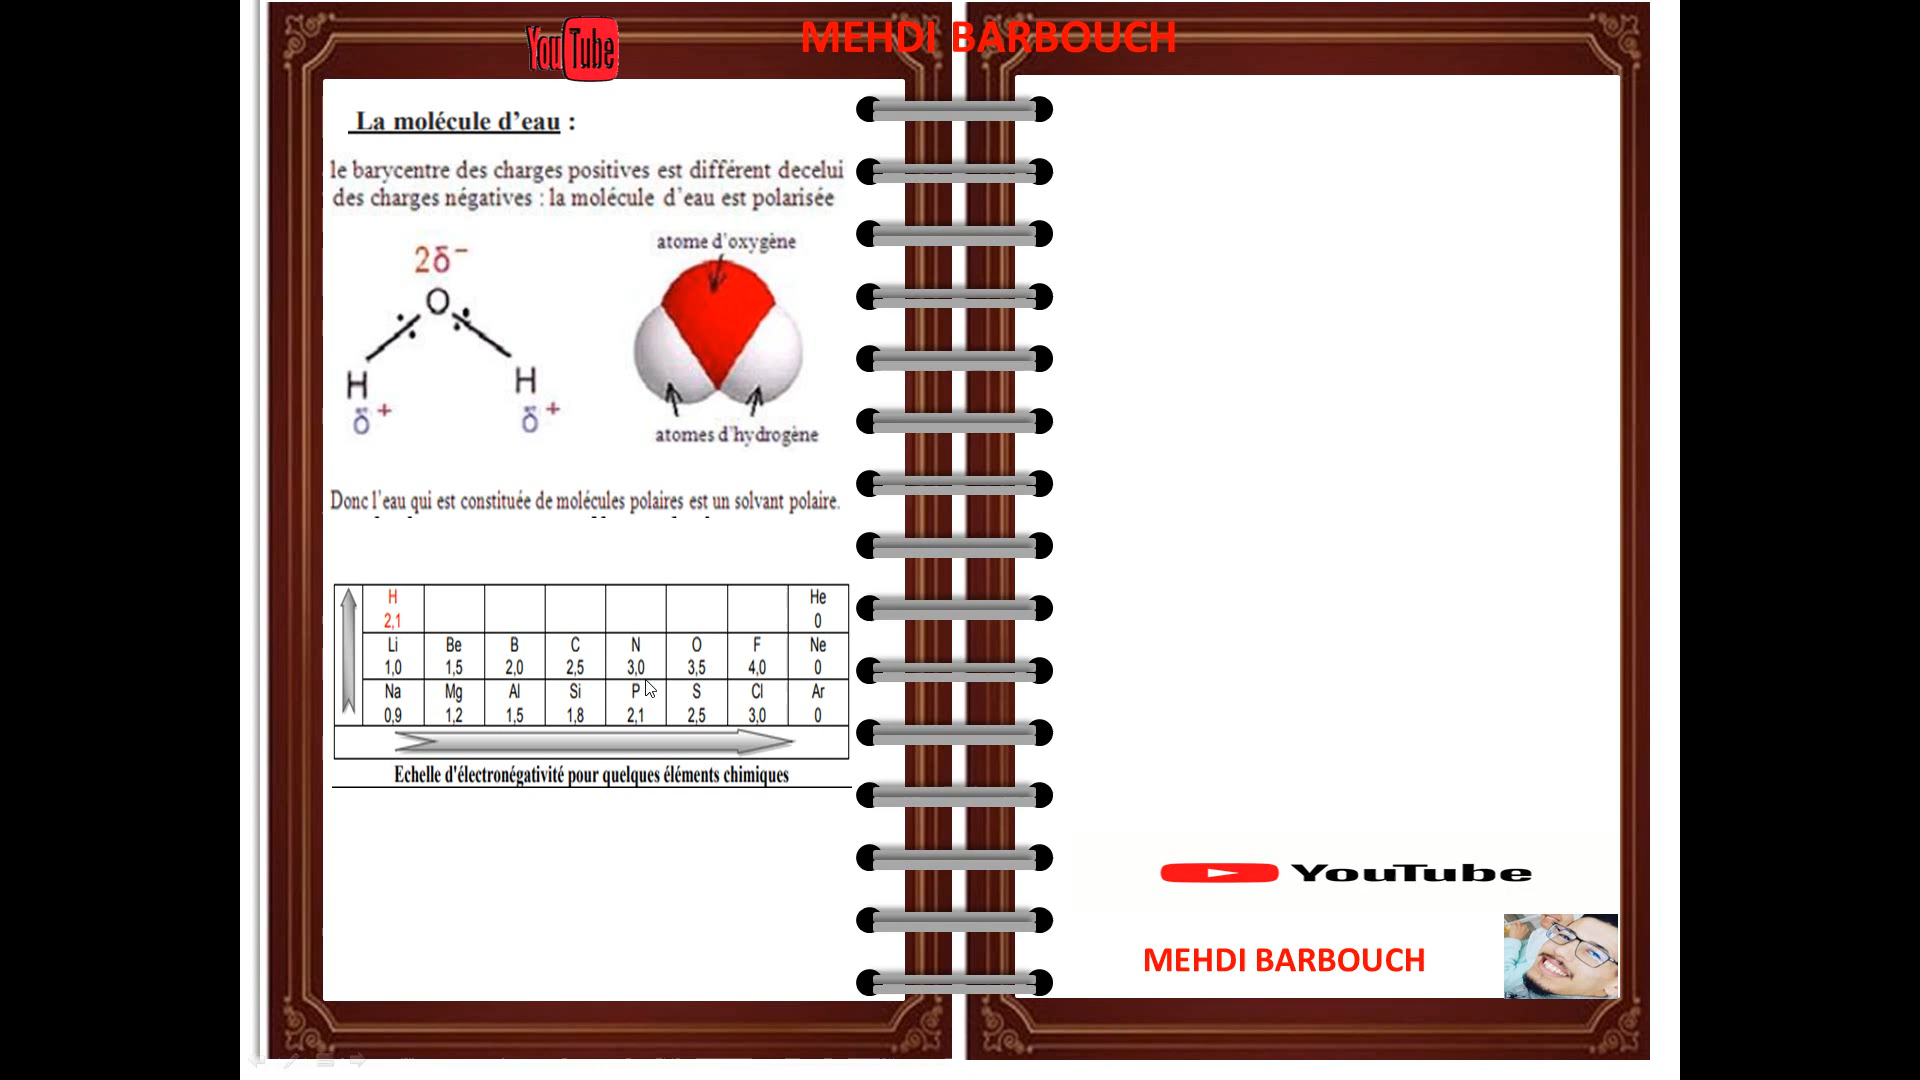 YouTube
MEHDI BARBOUCH
La molécule d'eau :
le barycentre des charges positives est différent decelui
des charges négatives : la molécule d'eau est polarisée
2δ⁻
O
H
H
δ⁺
δ⁺
atome d'oxygène
atomes d'hydrogène
Donc l'eau qui est constituée de molécules polaires est un solvant polaire.
H He
2,1 0
Li Be B C N O F Ne
1,0 1,5 2,0 2,5 3,0 3,5 4,0 0
Na Mg Al Si P S Cl Ar
0,9 1,2 1,5 1,8 2,1 2,5 3,0 0
Echelle d'électronégativité pour quelques éléments chimiques
YouTube
MEHDI BARBOUCH